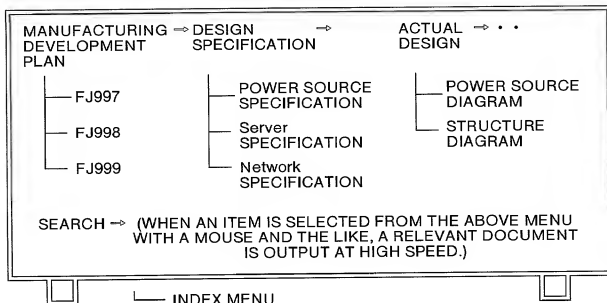 MANUFACTURING ⇒ DESIGN ⇒ ACTUAL ⇒ · ·
DEVELOPMENT SPECIFICATION DESIGN
PLAN
FJ997
FJ998
FJ999
POWER SOURCE
SPECIFICATION
Server
SPECIFICATION
Network
SPECIFICATION
POWER SOURCE
DIAGRAM
STRUCTURE
DIAGRAM
SEARCH ⇒ (WHEN AN ITEM IS SELECTED FROM THE ABOVE MENU
WITH A MOUSE AND THE LIKE, A RELEVANT DOCUMENT
IS OUTPUT AT HIGH SPEED.)
INDEX MENU